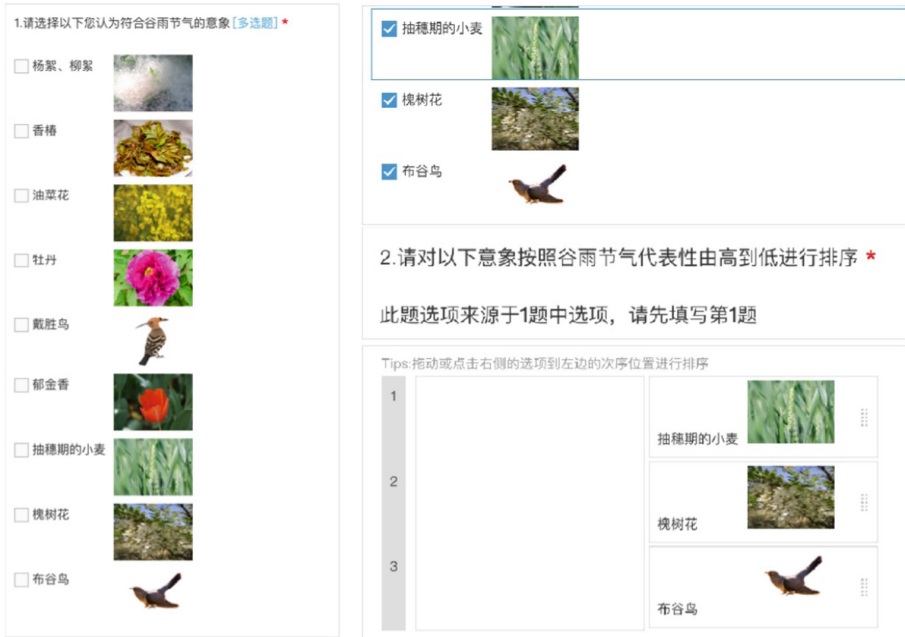 1.请选择以下您认为符合谷雨节气的意象[多选题]*
杨絮、柳絮
香椿
油菜花
牡丹
戴胜鸟
郁金香
抽穗期的小麦
槐树花
布谷鸟
抽穗期的小麦
槐树花
布谷鸟
2.请对以下意象按照谷雨节气代表性由高到低进行排序 *
此题选项来源于1题中选项，请先填写第1题
Tips:拖动或点击右侧的选项到左边的次序位置进行排序
1
抽穗期的小麦
2
槐树花
3
布谷鸟